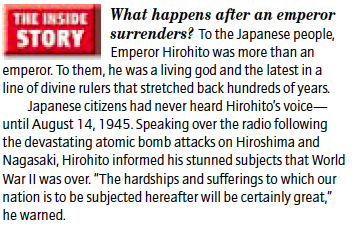 THE INSIDE
STORY
What happens after an emperor
surrenders? To the Japanese people,
Emperor Hirohito was more than an
emperor. To them, he was a living god and the latest in a
line of divine rulers that stretched back hundreds of years.
Japanese citizens had never heard Hirohito's voice—
until August 14, 1945. Speaking over the radio following
the devastating atomic bomb attacks on Hiroshima and
Nagasaki, Hirohito informed his stunned subjects that World
War II was over. "The hardships and sufferings to which our
nation is to be subjected hereafter will be certainly great,"
he warned.